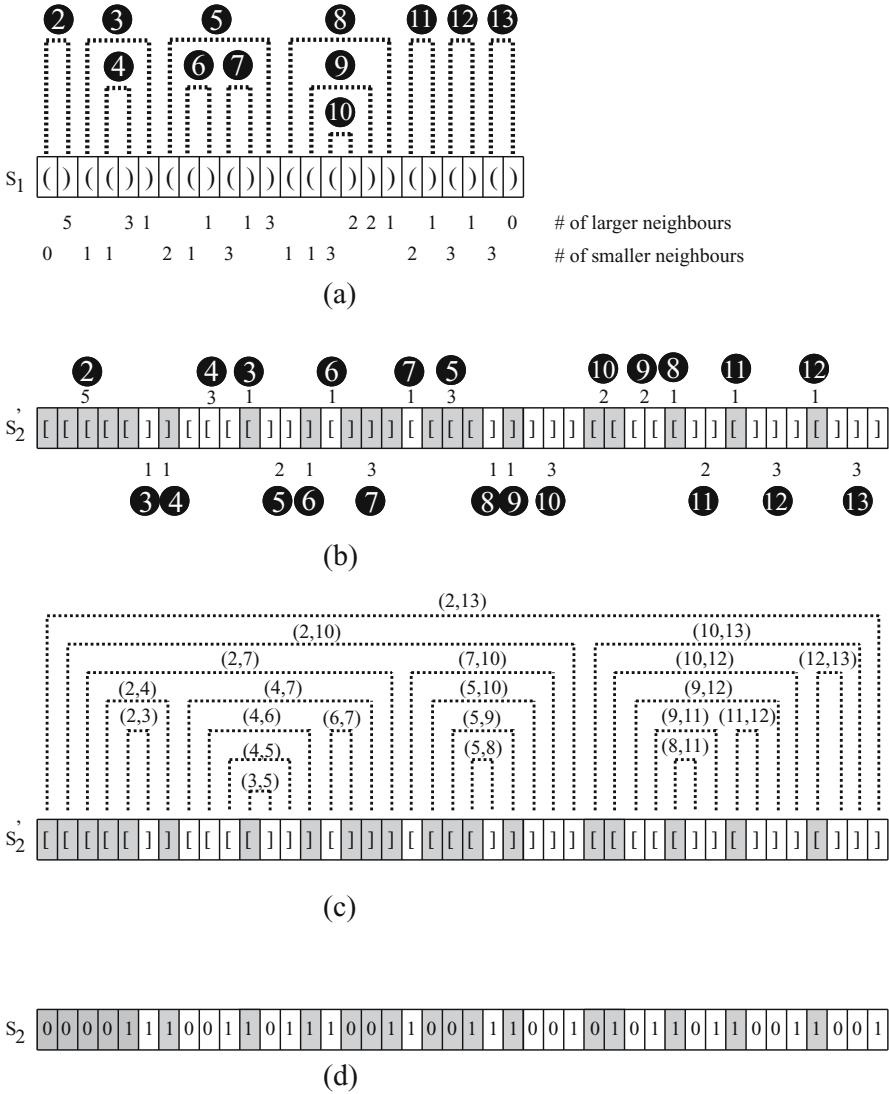 2 3 5 8 11 12 13
4 6 7 9
10
S1 ( ) ( ( ) ) ( ( ) ( ) ) ( ( ( ) ) ) ( ) ( ) ( )
5 3 1 1 1 3 2 2 1 1 1 0 # of larger neighbours
0 1 1 2 1 3 1 1 3 2 3 3 # of smaller neighbours
(a)
2 4 3 6 7 5 10 9 8 11 12
5 3 1 1 1 3 2 2 1 1 1
S'2 [ [ [ [ [ ] ] [ [ [ [ ] ] ] [ ] ] ] [ [ [ [ ] ] ] ] ] [ [ [ [ [ ] ] [ ] ] ] [ ] ] ]
1 1 2 1 3 1 1 3 2 3 3
3 4 5 6 7 8 9 10 11 12 13
(b)
(2,13)
(2,10) (10,13)
(2,7) (7,10) (10,12) (12,13)
(2,4) (4,7) (5,10) (9,12)
(2,3) (4,6) (6,7) (5,9) (9,11) (11,12)
(4,5) (5,8) (8,11)
(3,5)
S'2 [ [ [ [ [ ] ] [ [ [ [ ] ] ] [ ] ] ] [ [ [ [ ] ] ] ] ] [ [ [ [ [ ] ] [ ] ] ] [ ] ] ]
(c)
S2 0 0 0 0 1 1 1 0 0 1 1 0 1 1 1 0 0 1 1 0 0 1 1 1 0 0 1 0 1 0 1 1 0 1 1 0 0 1 1 0 0 1
(d)